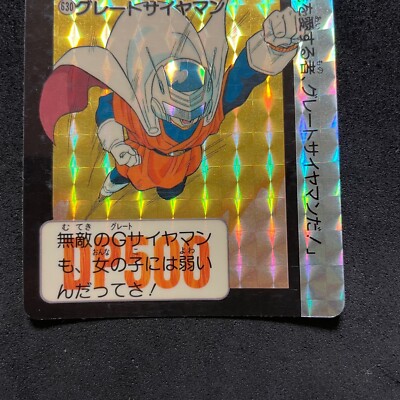 630 グレートサイヤマン
を愛する者、グレートサイヤマンだ!」
無敵のGサイヤマン
も、女の子には弱い
んだってさ!